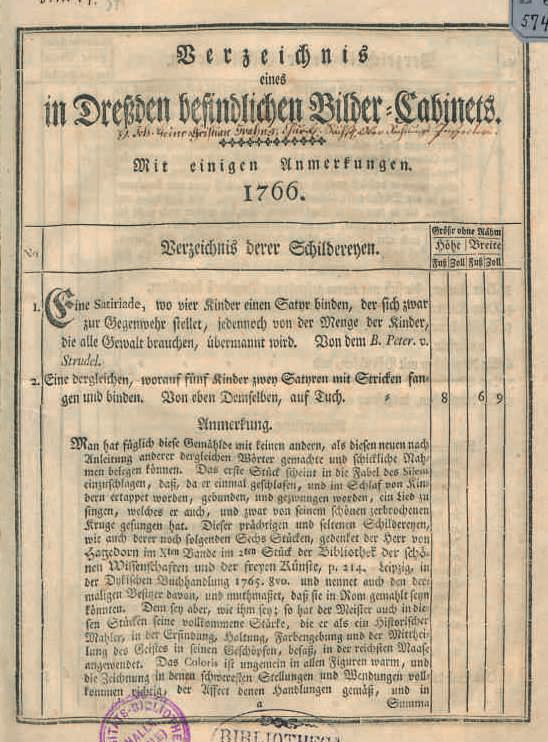 574
Verzeichnis
eines
in Dreßden befindlichen Bilder-Cabinets.
Mit einigen Anmerkungen.
1766.
Größe ohne Rähm
Höhe Breite
Fuß Zoll Fuß Zoll
Verzeichnis derer Schildereyen.
1. Eine Satiriade, wo vier Kinder einen Satyr binden, der sich zwar
zur Gegenwehr stellet, jedennoch von der Menge der Kinder,
die alle Gewalt brauchen, übermannt wird. Von dem B. Peter. v.
Strudel.
2. Eine dergleichen, worauf fünf Kinder zwey Satyren mit Stricken fan-
gen und binden. Von eben Demselben, auf Tuch. 8 6 9
Anmerkung.
Man hat füglich diese Gemählde mit keinen andern, als diesen neuen nach
Anleitung anderer dergleichen Wörter gemachte und schickliche Nah-
men belegen können. Das erste Stück scheint in die Fabel des
einzuschlagen, daß, da er einmal geschlafen, und im Schlaf von Kin-
dern ertappet worden, gebunden, und gezwungen worden, ein Lied zu
singen, welches er auch, und zwar von seinem schönen zerbrochenen
Kruge gesungen hat. Dieser prächtigen und seltenen Schildereyen,
wie auch derer noch folgenden Sechs Stücken, gedenket der Herr von
Hagedorn im Xten Bande im 2ten Stück der Bibliothek der schö-
nen Wissenschaften und der freyen Künste, p. 214. Leipzig, in
der Dykischen Buchhandlung 1765. 8vo. und nennet auch den der-
maligen Besitzer davon, und muthmaßet, daß sie in Rom gemahlt seyn
könnten. Dem sey aber, wie ihm sey; so hat der Meister auch in die-
sen Stücken seine vollkommene Stärke, die er als ein Historischer
Mahler, in der Erfindung, Haltung, Farbengebung und der Mitthei-
lung des Geistes in seinen Geschöpfen, besaß, in der reichsten Maaße
angewendet. Das Coloris ist ungemein in allen Figuren warm, und
die Zeichnung in denen schweresten Stellungen und Wendungen voll-
kommen richtig, der Affect denen Handlungen gemäß, und in
a Summa
BIBLIOTHECA